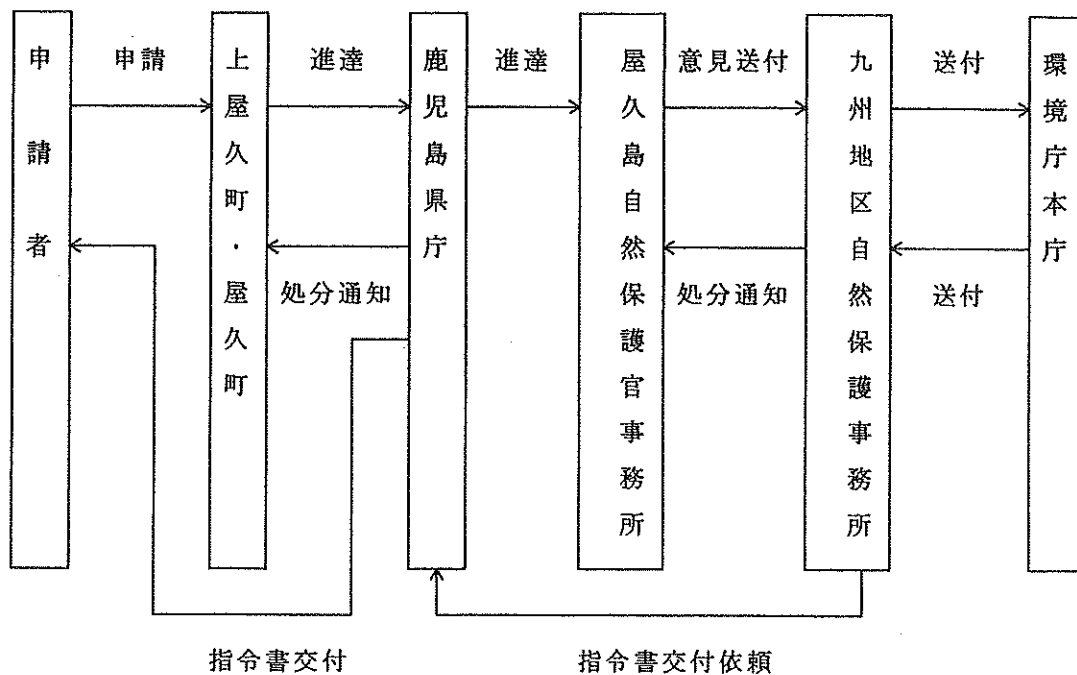 申請者
申請
上屋久町・屋久町
進達
処分通知
鹿児島県庁
進達
屋久島自然保護官事務所
意見送付
処分通知
九州地区自然保護事務所
送付
送付
環境庁本庁
指令書交付
指令書交付依頼